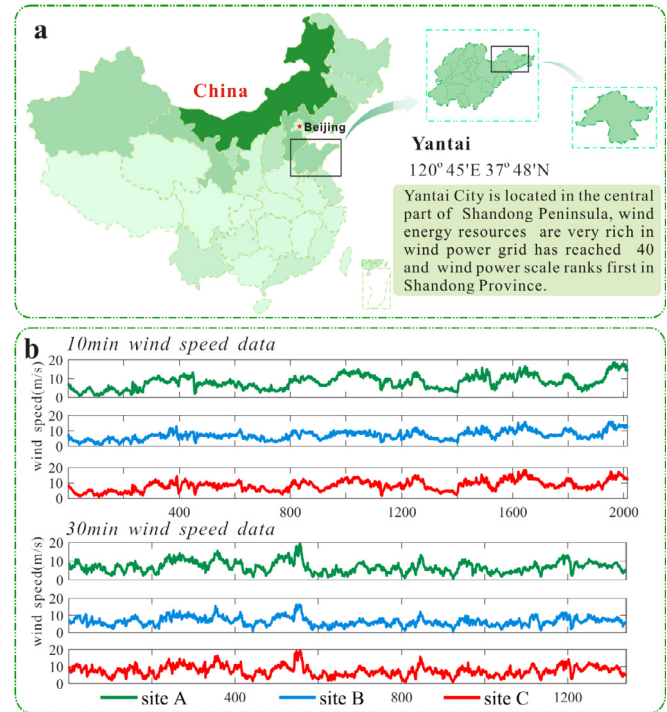 a
China
Beijing
Yantai
120° 45'E 37° 48'N
Yantai City is located in the central
part of Shandong Peninsula, wind
energy resources are very rich in
wind power grid has reached 40
and wind power scale ranks first in
Shandong Province.
b
10min wind speed data
wind speed(m/s)
20
10
0
20
10
0
20
10
0
400
800
1200
1600
2000
30min wind speed data
wind speed(m/s)
20
10
0
20
10
0
20
10
0
400
800
1200
site A
site B
site C